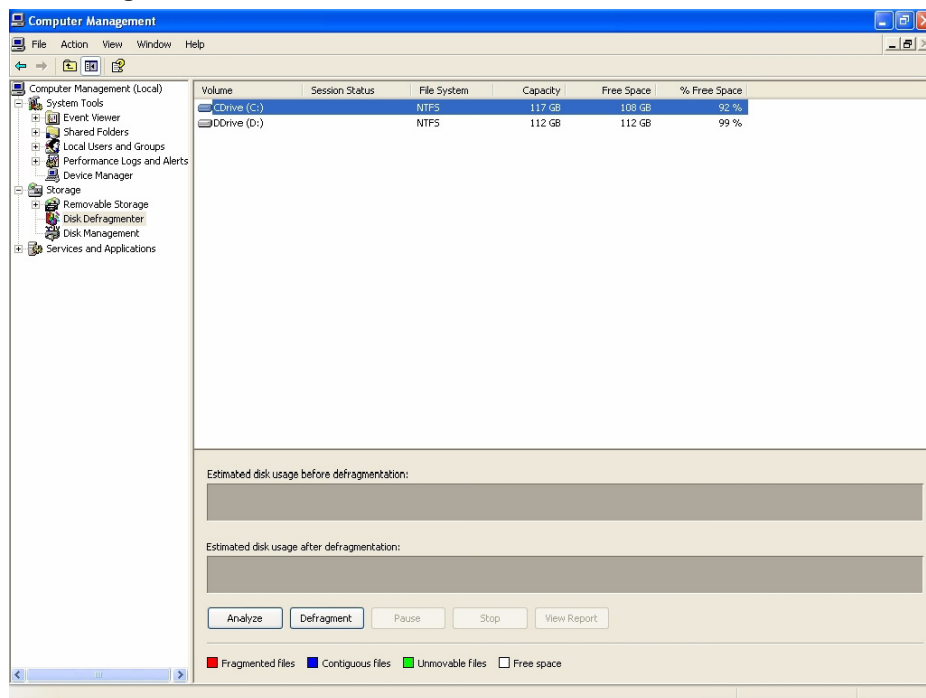 Computer Management
File Action View Window Help
Computer Management (Local)
System Tools
Event Viewer
Shared Folders
Local Users and Groups
Performance Logs and Alerts
Device Manager
Storage
Removable Storage
Disk Defragmenter
Disk Management
Services and Applications
Volume Session Status File System Capacity Free Space % Free Space
CDrive (C:) NTFS 117 GB 108 GB 92 %
DDrive (D:) NTFS 112 GB 112 GB 99 %
Estimated disk usage before defragmentation:
Estimated disk usage after defragmentation:
Analyze Defragment Pause Stop View Report
Fragmented files Contiguous files Unmovable files Free space